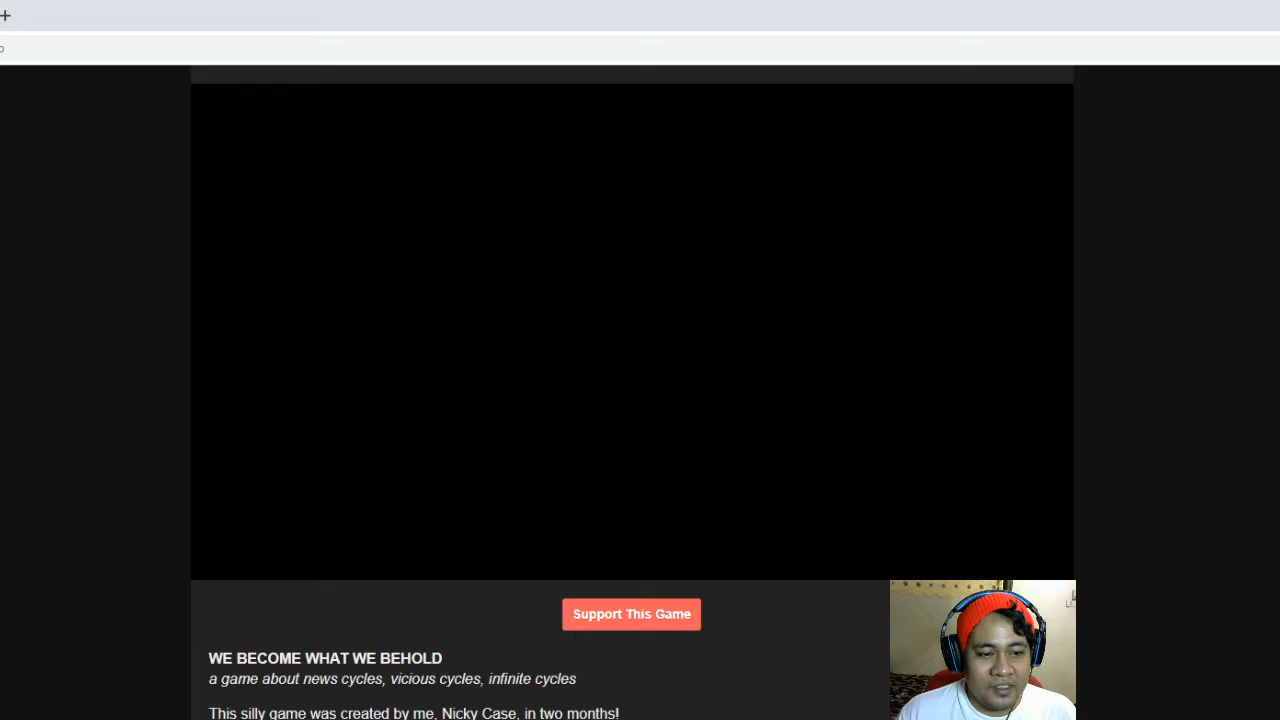 Support This Game
WE BECOME WHAT WE BEHOLD
a game about news cycles, vicious cycles, infinite cycles
This silly game was created by me, Nicky Case, in two months!